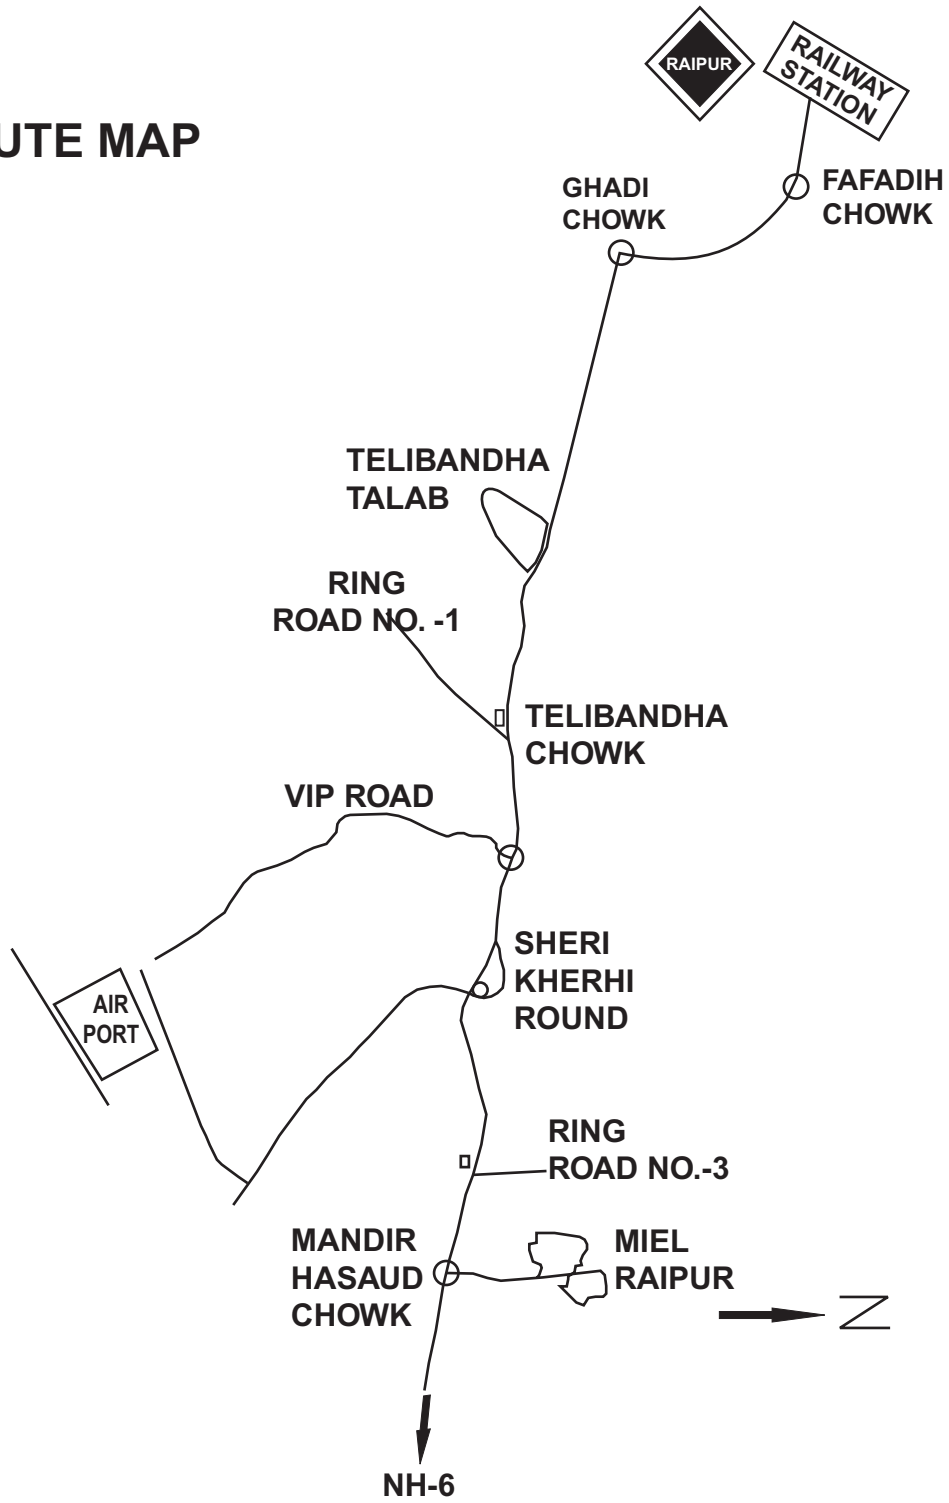 RAIPUR
RAILWAY
STATION
UTE MAP
GHADI
CHOWK
FAFADIH
CHOWK
TELIBANDHA
TALAB
RING
ROAD NO. -1
TELIBANDHA
CHOWK
VIP ROAD
SHERI
KHERHI
ROUND
AIR
PORT
RING
ROAD NO.-3
MANDIR
HASAUD
CHOWK
MIEL
RAIPUR
N
NH-6